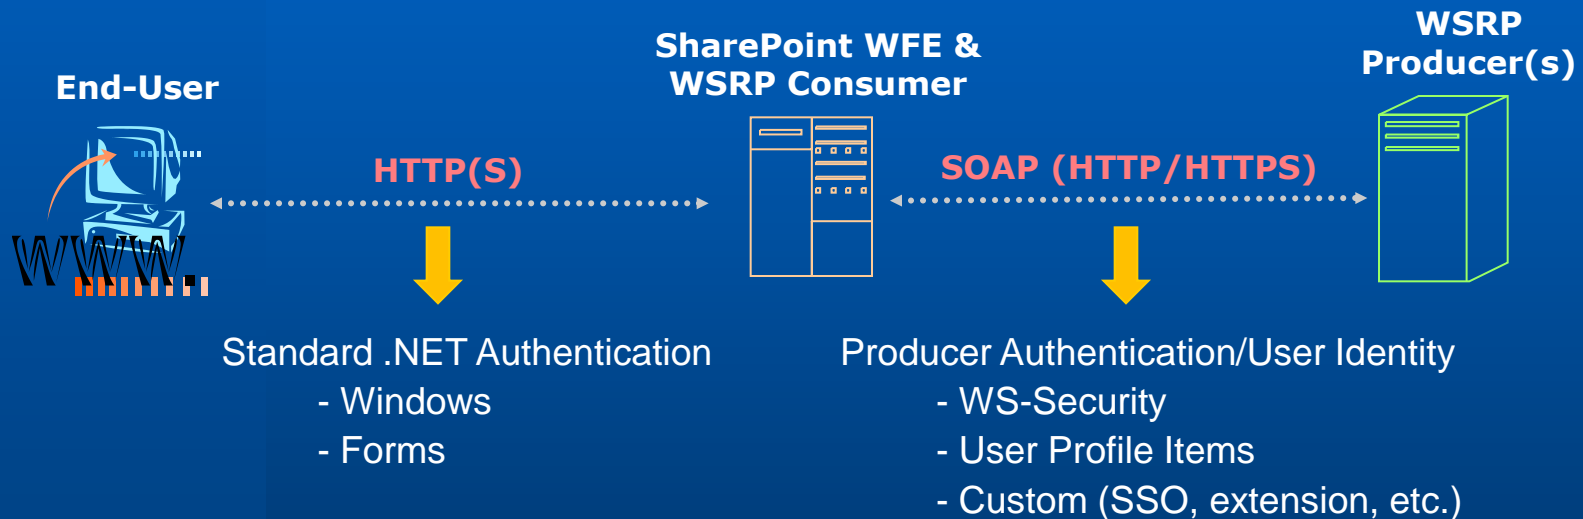 WSRP
Producer(s)
SharePoint WFE &
WSRP Consumer
End-User
HTTP(S)
SOAP (HTTP/HTTPS)
WWW.
Standard .NET Authentication
- Windows
- Forms
Producer Authentication/User Identity
- WS-Security
- User Profile Items
- Custom (SSO, extension, etc.)